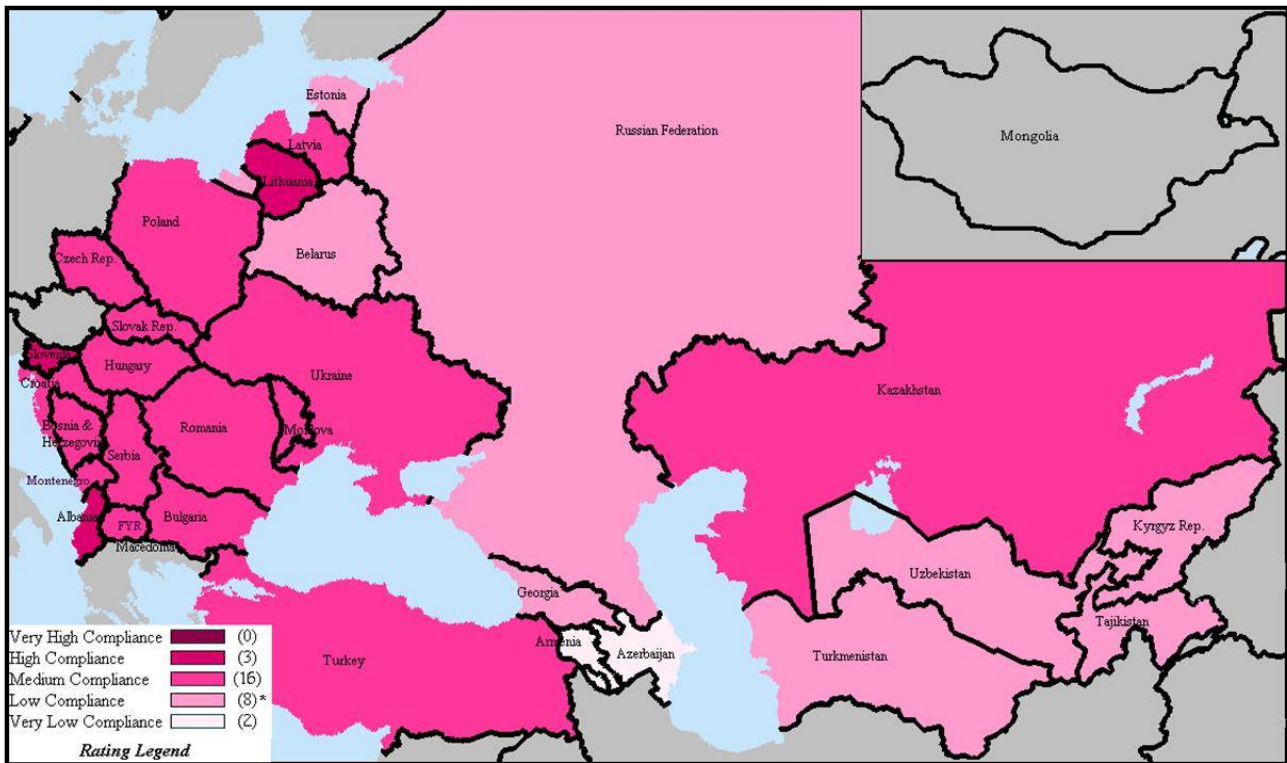 Estonia
Russian Federation
Mongolia
Latvia
Lithuania
Poland
Belarus
Czech Rep.
Slovak Rep.
Slovenia
Hungary
Ukraine
Kazakhstan
Croatia
Bosnia &
Herzegovin
Romania
Moldova
Serbia
Montenegro
Albania
FYR
Macedonia
Bulgaria
Kyrgyz Rep.
Uzbekistan
Georgia
Tajikistan
Armenia
Azerbaijan
Turkmenistan
Turkey
Very High Compliance (0)
High Compliance (3)
Medium Compliance (16)
Low Compliance (8) *
Very Low Compliance (2)
Rating Legend